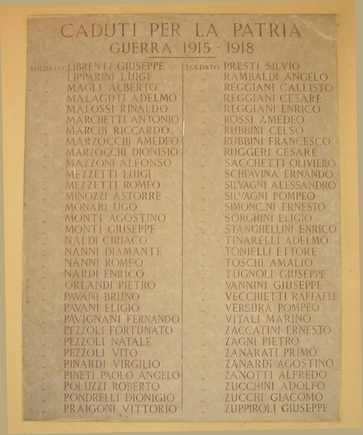 CADUTI PER LA PATRIA
GUERRA 1915-1918
SOLDATO LIBRENTI GIUSEPPE
LIPPARINI LUIGI
MAGLI ALBERTO
MALAGUTI ADELMO
MALOSSI RINALDO
MARCHETTI ANTONIO
MARCHI RICCARDO
MARZOCCHI AMEDEO
MARZOCCHI DIONISIO
MAZZONI ALFONSO
MEZZETTI LUIGI
MEZZETTI ROMEO
MINOZZI ASTORRE
MONARI UGO
MONTI AGOSTINO
MONTI GIUSEPPE
NALDI CIRIACO
NANNI DIAMANTE
NANNI ROMEO
NARDI ENRICO
ORLANDI PIETRO
PAVANI BRUNO
PAVANI ELIGIO
PAVIGNANI FERNANDO
PEZZOLI FORTUNATO
PEZZOLI NATALE
PEZZOLI VITO
PINARDI VIRGILIO
PINETI PAOLO ANGELO
POLUZZI ROBERTO
PONDRELLI DIONIGIO
PRAIGONI VITTORIO
SOLDATO PRESTI SILVIO
RAMBALDI ANGELO
REGGIANI CALLISTO
REGGIANI CESARE
REGGIANI ENRICO
ROSSI AMEDEO
RUBBINI CELSO
RUBBINI FRANCESCO
RUGGERI CESARE
SACCHETTI OLIVIERO
SCHIAVINA ERNANDO
SILVAGNI ALESSANDRO
SILVAGNI POMPEO
SIMONCINI ERNESTO
SORGHINI ELIGIO
STANGHELLINI ENRICO
TINARELLI ADELMO
TONIELLI ETTORE
TOSCHI AMALIO
TUGNOLI GIUSEPPE
VANNINI GIUSEPPE
VECCHIETTI RAFFAELE
VERSURA POMPEO
VITALI MARINO
ZACCARINI ERNESTO
ZAGNI PIETRO
ZANARATI PRIMO
ZANARDI AGOSTINO
ZANOTTI ALFREDO
ZUCCHINI ADOLFO
ZUCCHI GIACOMO
ZUPPIROLI GIUSEPPE